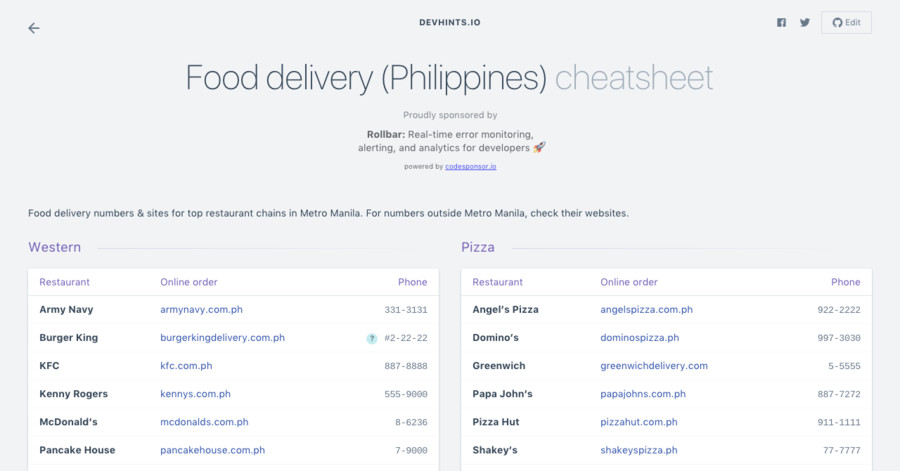 DEVHINTS.IO
Edit
Food delivery (Philippines) cheatsheet
Proudly sponsored by
Rollbar: Real-time error monitoring,
alerting, and analytics for developers 🚀
powered by codesponsor.io
Food delivery numbers & sites for top restaurant chains in Metro Manila. For numbers outside Metro Manila, check their websites.
Western
Restaurant Online order Phone
Army Navy armynavy.com.ph 331-3131
Burger King burgerkingdelivery.com.ph ? #2-22-22
KFC kfc.com.ph 887-8888
Kenny Rogers kennys.com.ph 555-9000
McDonald's mcdonalds.com.ph 8-6236
Pancake House pancakehouse.com.ph 7-9000
Pizza
Restaurant Online order Phone
Angel's Pizza angelspizza.com.ph 922-2222
Domino's dominospizza.ph 997-3030
Greenwich greenwichdelivery.com 5-5555
Papa John's papajohns.com.ph 887-7272
Pizza Hut pizzahut.com.ph 911-1111
Shakey's shakeyspizza.ph 77-7777